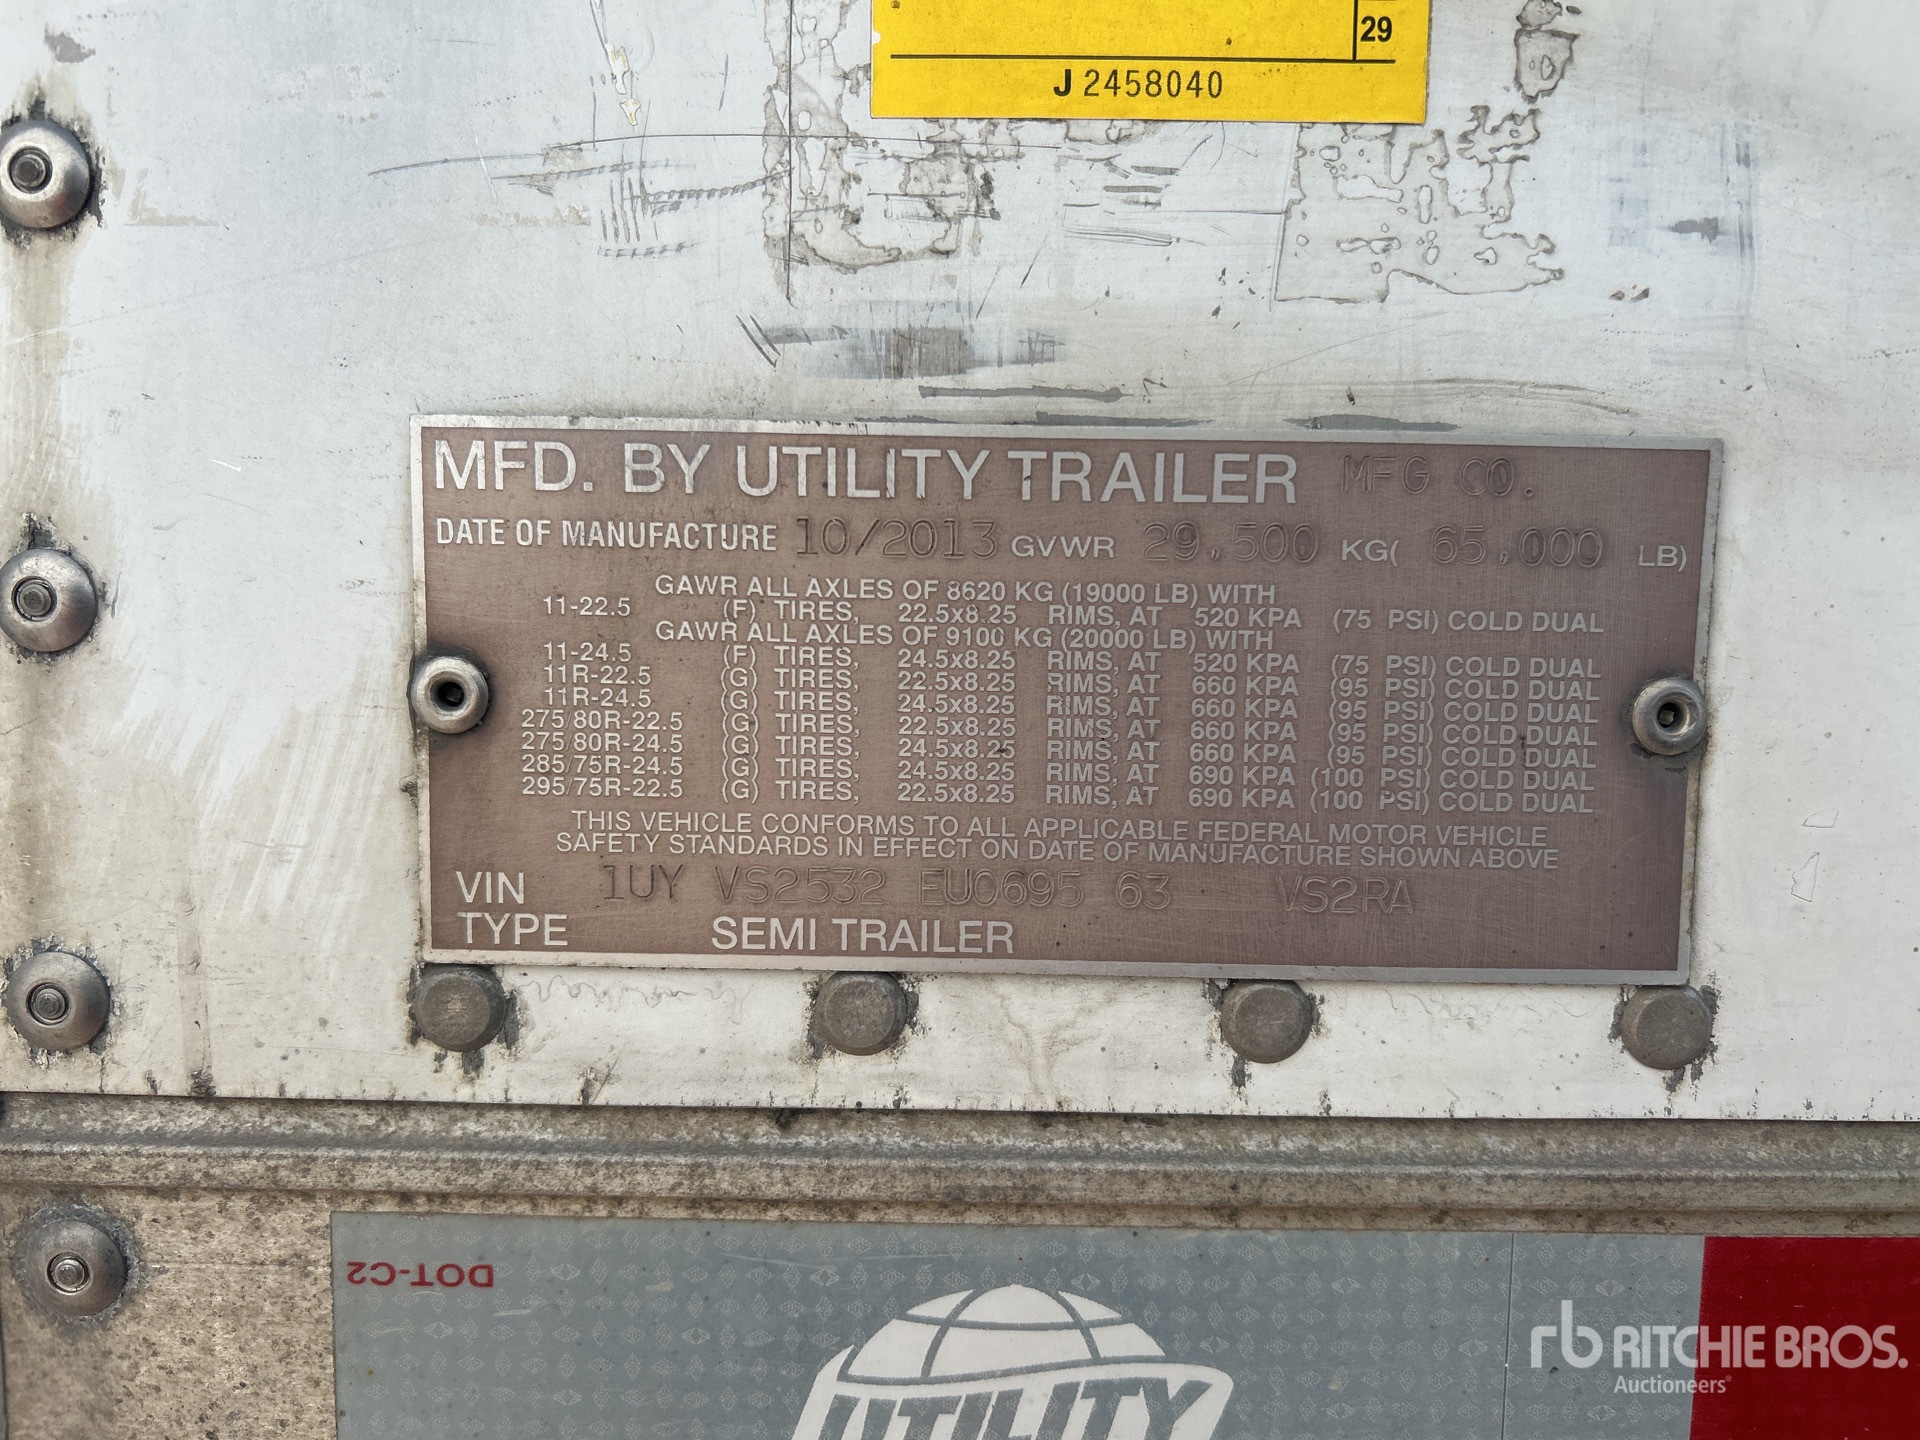 29
J 2458040
MFD. BY UTILITY TRAILER MFG CO.
DATE OF MANUFACTURE 10/2013 GVWR 29,500 KG( 65,000 LB)
GAWR ALL AXLES OF 8620 KG (19000 LB) WITH
11-22.5 (F) TIRES, 22.5x8.25 RIMS, AT 520 KPA (75 PSI) COLD DUAL
GAWR ALL AXLES OF 9100 KG (20000 LB) WITH
11-24.5 (F) TIRES, 24.5x8.25 RIMS, AT 520 KPA (75 PSI) COLD DUAL
11R-22.5 (G) TIRES, 22.5x8.25 RIMS, AT 660 KPA (95 PSI) COLD DUAL
11R-24.5 (G) TIRES, 24.5x8.25 RIMS, AT 660 KPA (95 PSI) COLD DUAL
275/80R-22.5 (G) TIRES, 22.5x8.25 RIMS, AT 660 KPA (95 PSI) COLD DUAL
275/80R-24.5 (G) TIRES, 24.5x8.25 RIMS, AT 660 KPA (95 PSI) COLD DUAL
285/75R-24.5 (G) TIRES, 24.5x8.25 RIMS, AT 690 KPA (100 PSI) COLD DUAL
295/75R-22.5 (G) TIRES, 22.5x8.25 RIMS, AT 690 KPA (100 PSI) COLD DUAL
THIS VEHICLE CONFORMS TO ALL APPLICABLE FEDERAL MOTOR VEHICLE
SAFETY STANDARDS IN EFFECT ON DATE OF MANUFACTURE SHOWN ABOVE
VIN 1UY VS2532 EU0695 63 VS2RA
TYPE SEMI TRAILER
DOT-C2
UTILITY
rb RITCHIE BROS.
Auctioneers